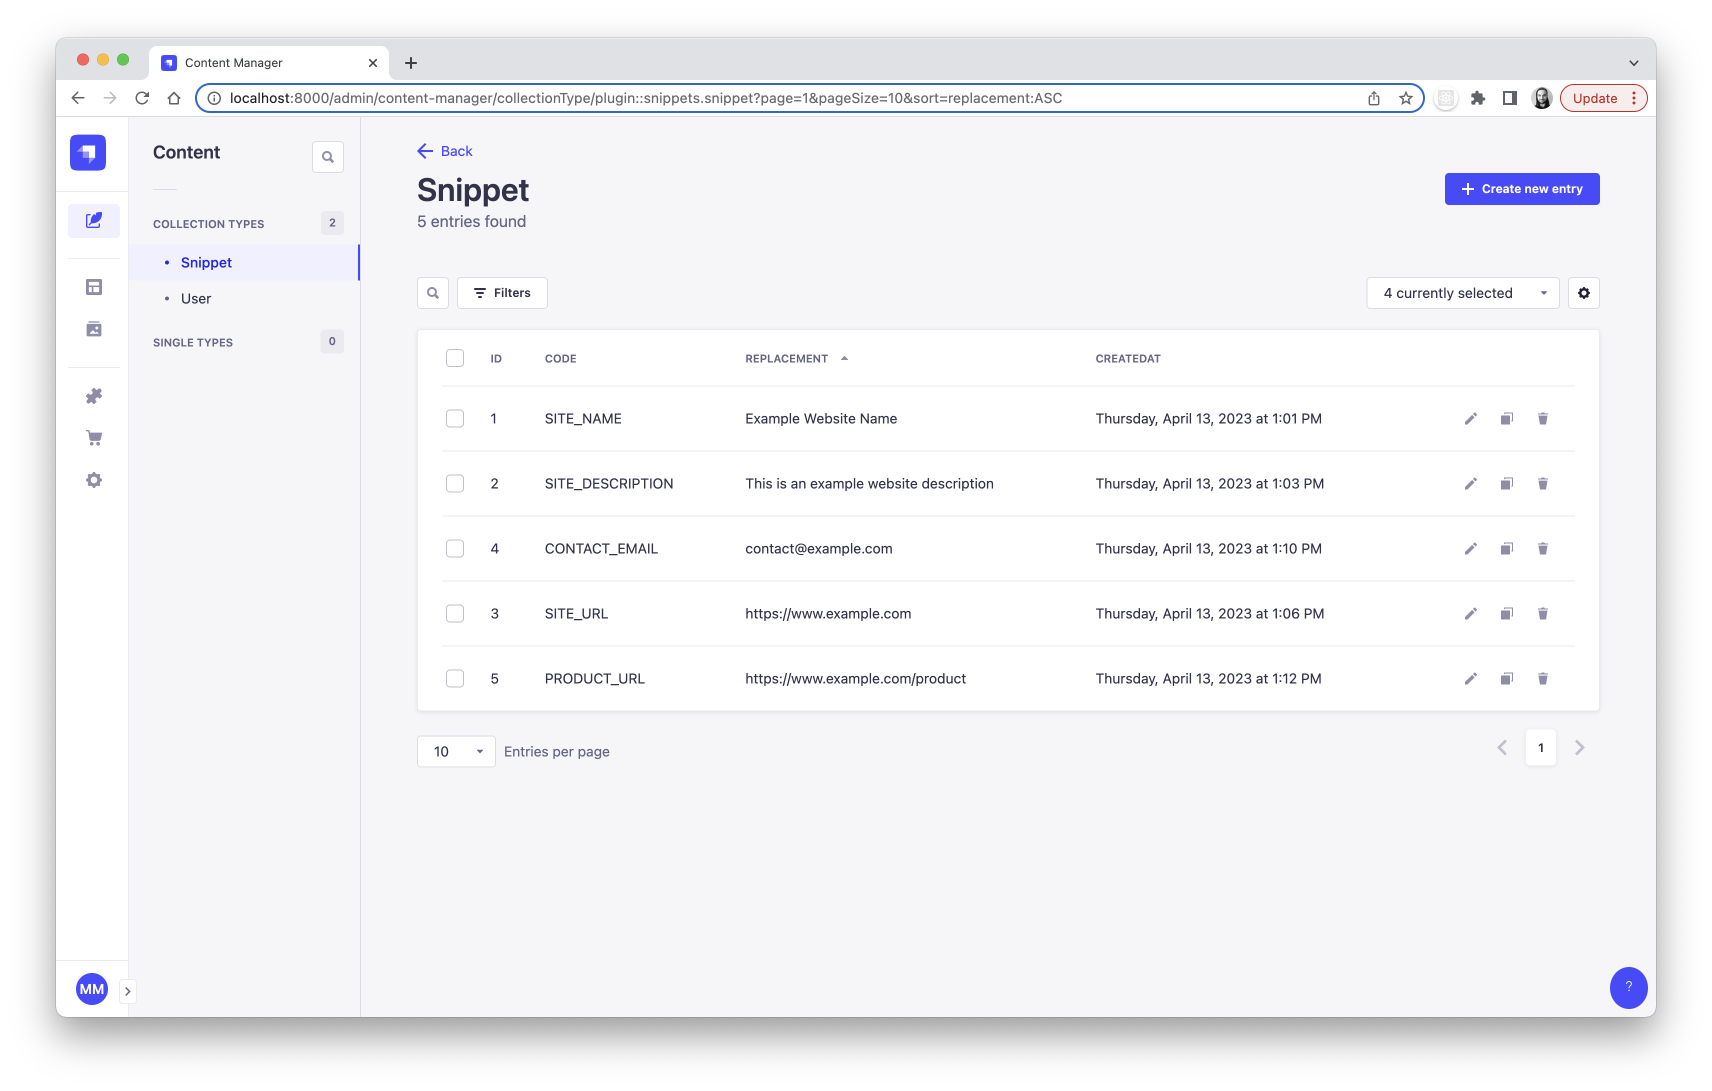 Content Manager
localhost:8000/admin/content-manager/collectionType/plugin::snippets.snippet?page=1&pageSize=10&sort=replacement:ASC
Update
Content
COLLECTION TYPES 2
Snippet
User
SINGLE TYPES 0
MM
Back
Snippet
5 entries found
Create new entry
Filters
4 currently selected
ID CODE REPLACEMENT CREATEDAT
1 SITE_NAME Example Website Name Thursday, April 13, 2023 at 1:01 PM
2 SITE_DESCRIPTION This is an example website description Thursday, April 13, 2023 at 1:03 PM
4 CONTACT_EMAIL contact@example.com Thursday, April 13, 2023 at 1:10 PM
3 SITE_URL https://www.example.com Thursday, April 13, 2023 at 1:06 PM
5 PRODUCT_URL https://www.example.com/product Thursday, April 13, 2023 at 1:12 PM
10 Entries per page
1
?